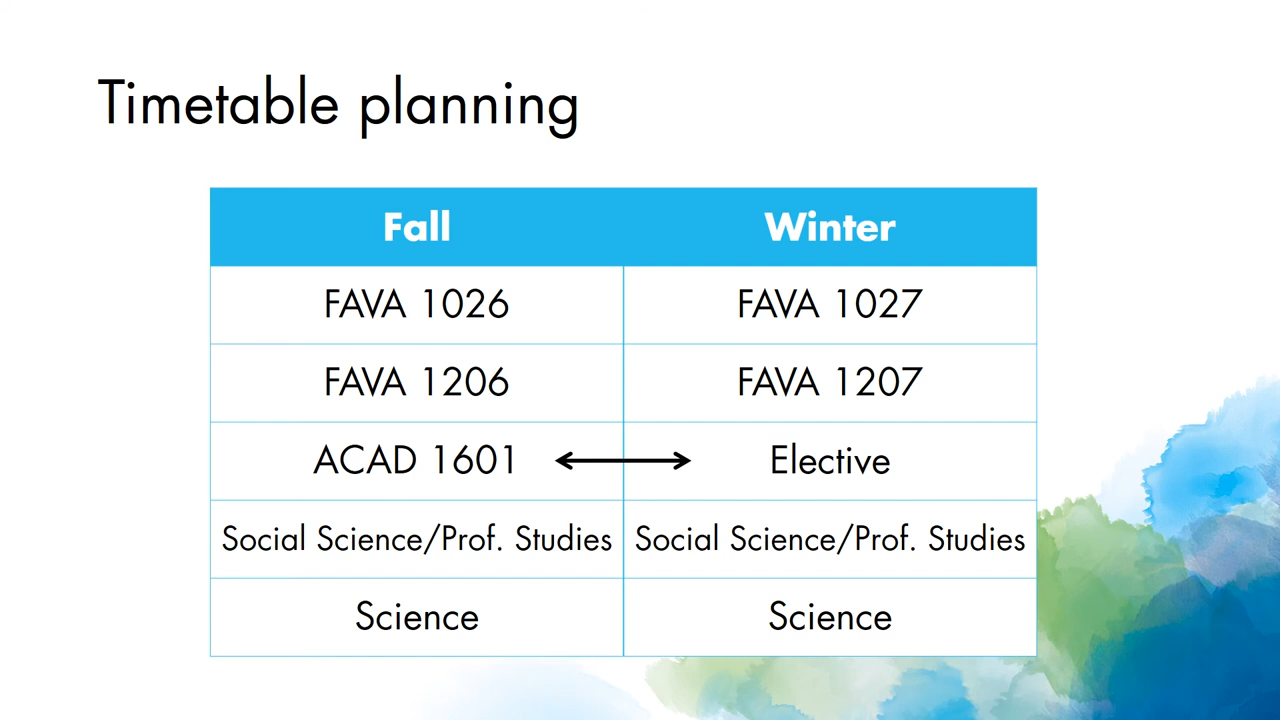 Timetable planning
Fall Winter
FAVA 1026 FAVA 1027
FAVA 1206 FAVA 1207
ACAD 1601 Elective
Social Science/Prof. Studies Social Science/Prof. Studies
Science Science